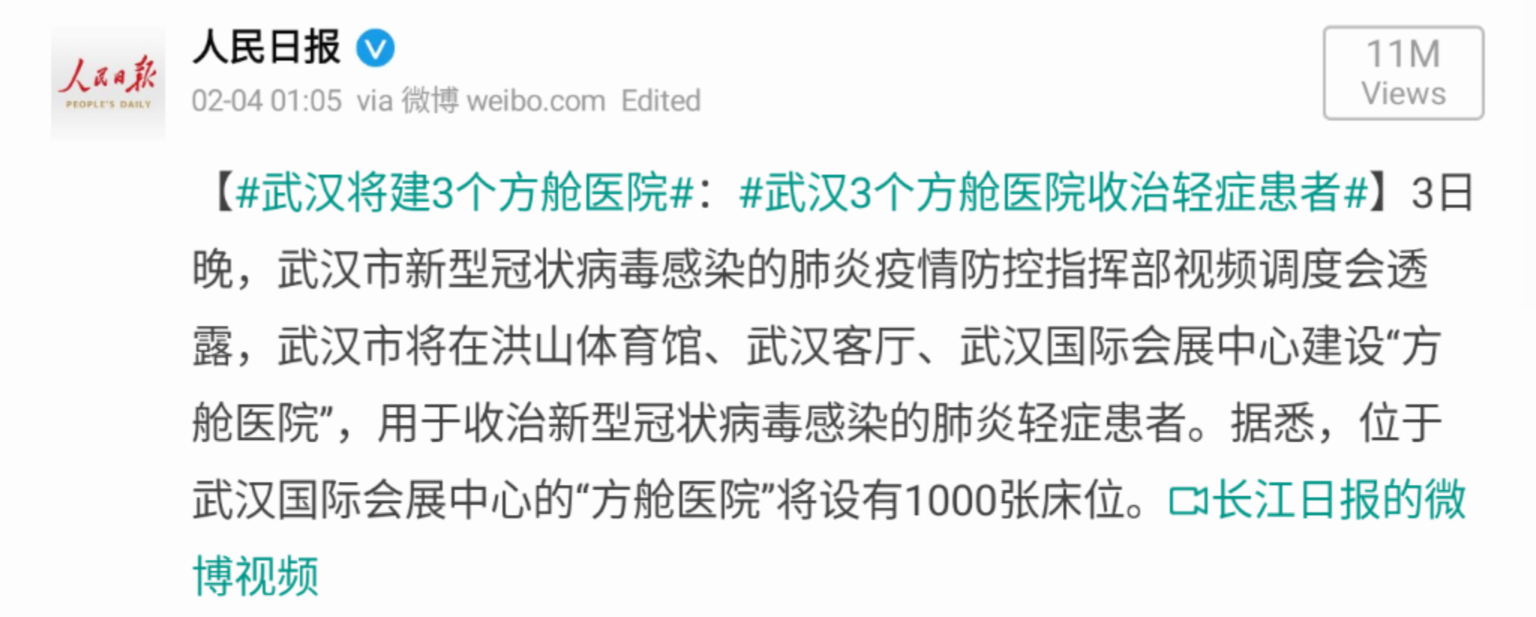 人民日報
PEOPLE'S DAILY
人民日报
02-04 01:05 via 微博 weibo.com Edited
11M
Views
【#武汉将建3个方舱医院#：#武汉3个方舱医院收治轻症患者#】3日
晚，武汉市新型冠状病毒感染的肺炎疫情防控指挥部视频调度会透
露，武汉市将在洪山体育馆、武汉客厅、武汉国际会展中心建设“方
舱医院”，用于收治新型冠状病毒感染的肺炎轻症患者。据悉，位于
武汉国际会展中心的“方舱医院”将设有1000张床位。长江日报的微
博视频